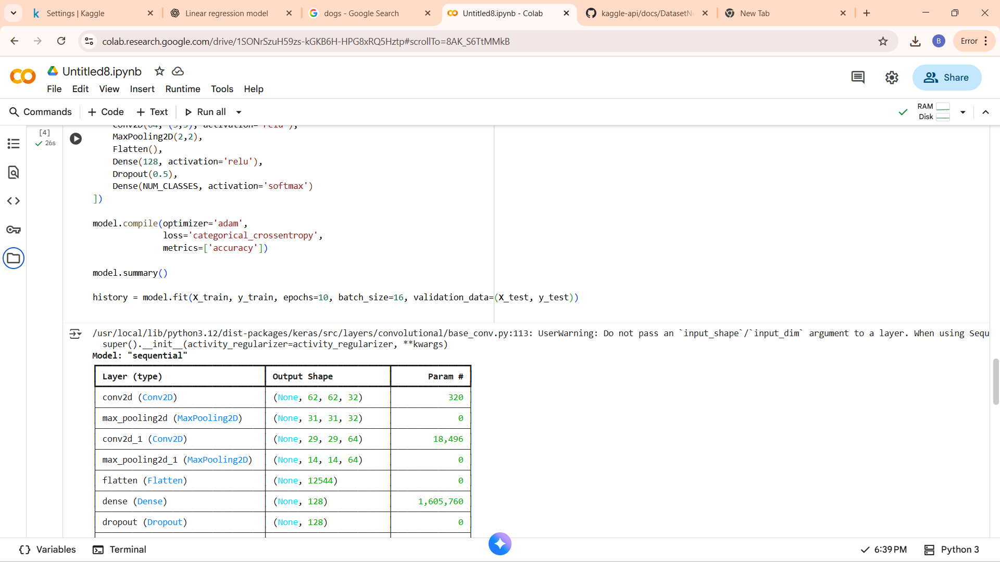 Settings | Kaggle
Linear regression model
dogs - Google Search
Untitled8.ipynb - Colab
kaggle-api/docs/DatasetN
New Tab
colab.research.google.com/drive/1SONrSzuH59zs-kGKB6H-HPG8xRQ5Hztp#scrollTo=8AK_S6TtMMkB
B
Error
Untitled8.ipynb
File Edit View Insert Runtime Tools Help
Share
Commands
Code
Text
Run all
RAM
Disk
[4]
26s
Conv2D(64, (3,3), activation='relu'),
MaxPooling2D(2,2),
Flatten(),
Dense(128, activation='relu'),
Dropout(0.5),
Dense(NUM_CLASSES, activation='softmax')
])
model.compile(optimizer='adam',
loss='categorical_crossentropy',
metrics=['accuracy'])
model.summary()
history = model.fit(X_train, y_train, epochs=10, batch_size=16, validation_data=(X_test, y_test))
/usr/local/lib/python3.12/dist-packages/keras/src/layers/convolutional/base_conv.py:113: UserWarning: Do not pass an `input_shape`/`input_dim` argument to a layer. When using Sequ
super().__init__(activity_regularizer=activity_regularizer, **kwargs)
Model: "sequential"
Layer (type) Output Shape Param #
conv2d (Conv2D) (None, 62, 62, 32) 320
max_pooling2d (MaxPooling2D) (None, 31, 31, 32) 0
conv2d_1 (Conv2D) (None, 29, 29, 64) 18,496
max_pooling2d_1 (MaxPooling2D) (None, 14, 14, 64) 0
flatten (Flatten) (None, 12544) 0
dense (Dense) (None, 128) 1,605,760
dropout (Dropout) (None, 128) 0
Variables
Terminal
6:39 PM
Python 3